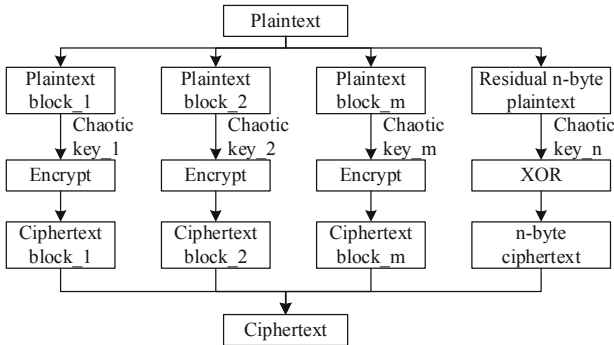 Plaintext
Plaintext
block_1
Plaintext
block_2
Plaintext
block_m
Residual n-byte
plaintext
Chaotic
key_1
Chaotic
key_2
Chaotic
key_m
Chaotic
key_n
Encrypt
Encrypt
Encrypt
XOR
Ciphertext
block_1
Ciphertext
block_2
Ciphertext
block_m
n-byte
ciphertext
Ciphertext